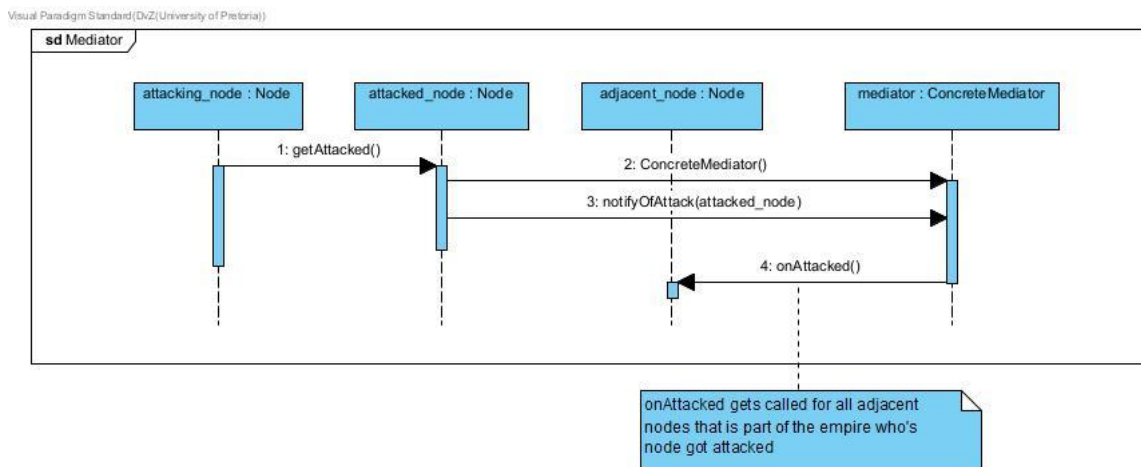 Visual Paradigm Standard(DvZ(University of Pretoria))
sd Mediator
attacking_node : Node
attacked_node : Node
adjacent_node : Node
mediator : ConcreteMediator
1: getAttacked()
2: ConcreteMediator()
3: notifyOfAttack(attacked_node)
4: onAttacked()
onAttacked gets called for all adjacent
nodes that is part of the empire who's
node got attacked